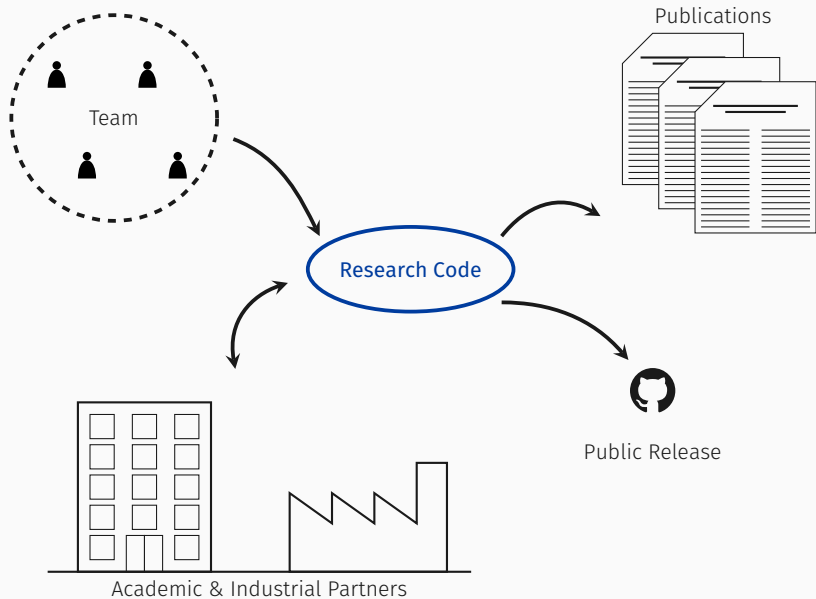 Publications
Team
Research Code
Public Release
Academic & Industrial Partners